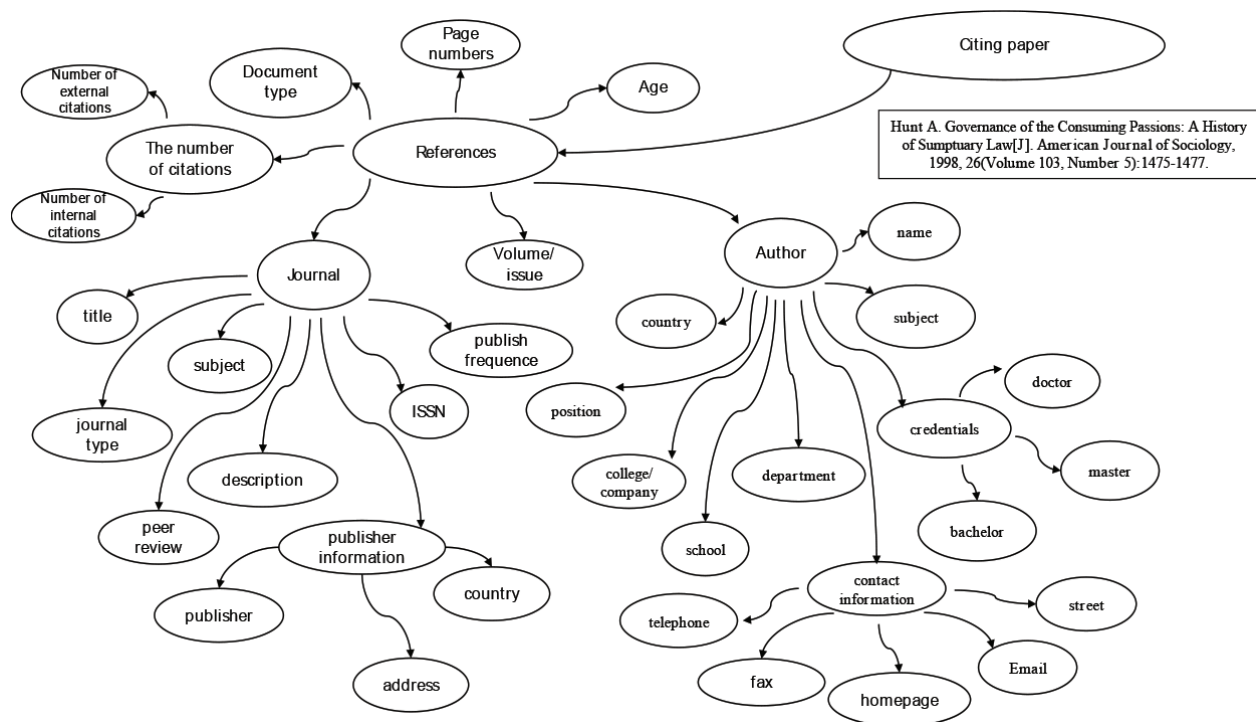 Page
numbers
Citing paper
Number of
external
citations
Document
type
Age
Hunt A. Governance of the Consuming Passions: A History
of Sumptuary Law[J]. American Journal of Sociology,
1998, 26(Volume 103, Number 5):1475-1477.
The number
of citations
References
Number of
internal
citations
name
Volume/
issue
Author
Journal
title
country
subject
subject
publish
frequence
doctor
position
ISSN
journal
type
credentials
description
college/
company
department
master
peer
review
publisher
information
school
bachelor
country
contact
information
publisher
telephone
street
address
fax
homepage
Email